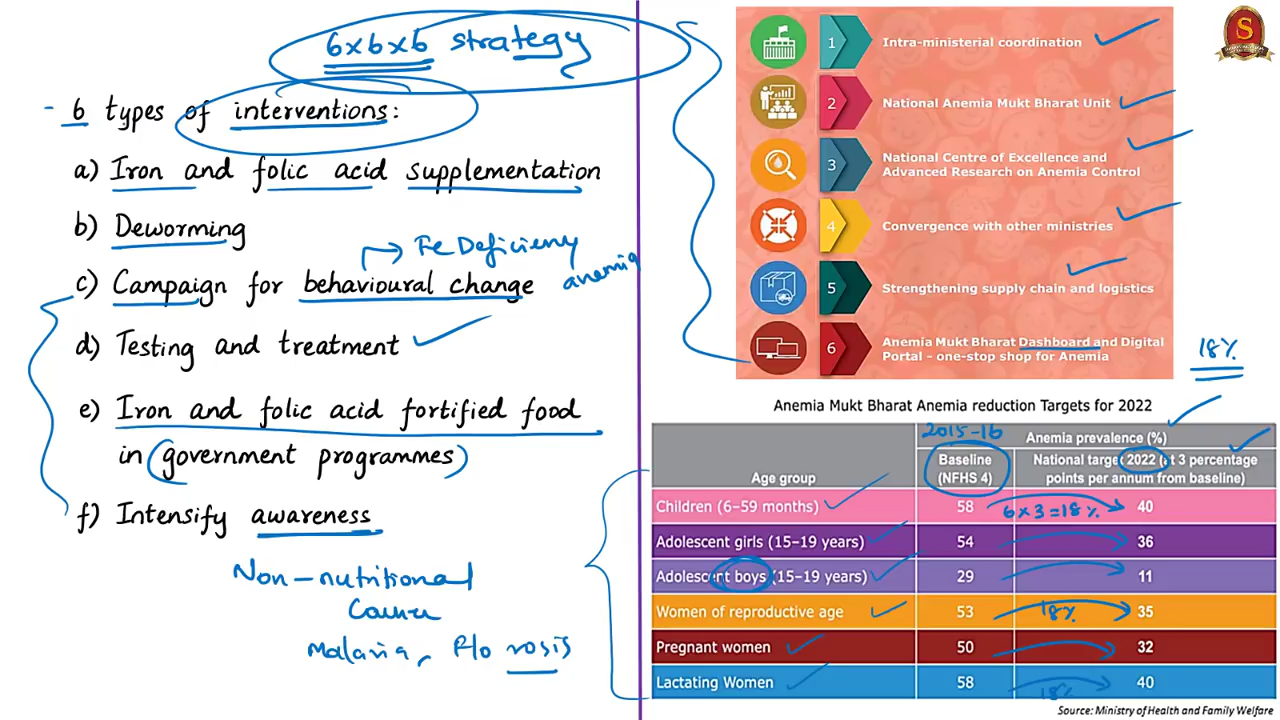 6x6x6 strategy
- 6 types of interventions:
a) Iron and folic acid supplementation
b) Deworming
Fe Deficiency
anemia
c) Campaign for behavioural change
d) Testing and treatment
e) Iron and folic acid fortified food
in (government programmes)
f) Intensify awareness
Non-nutritional
Malaria, Flo rosis
S
1 Intra-ministerial coordination
2 National Anemia Mukt Bharat Unit
3 National Centre of Excellence and
Advanced Research on Anemia Control
4 Convergence with other ministries
5 Strengthening supply chain and logistics
6 Anemia Mukt Bharat Dashboard and Digital
Portal – one-stop shop for Anemia
18%
Anemia Mukt Bharat Anemia reduction Targets for 2022
2015-16
Anemia prevalence (%)
Age group
Baseline
(NFHS 4)
National target 2022 (at 3 percentage
points per annum from baseline)
Children (6–59 months) 58 6x3=18% 40
Adolescent girls (15–19 years) 54 36
Adolescent boys (15–19 years) 29 11
Women of reproductive age 53 18% 35
Pregnant women 50 32
Lactating Women 58 18% 40
Source: Ministry of Health and Family Welfare